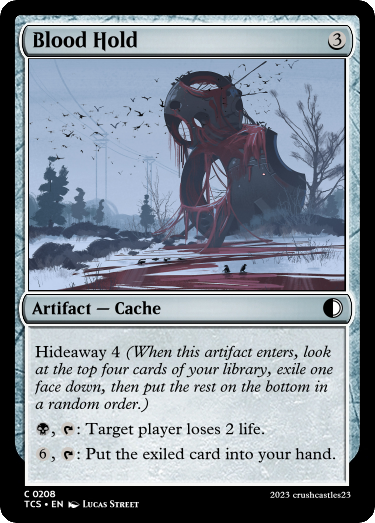 Blood Hold
3
Artifact — Cache
Hideaway 4 (When this artifact enters, look
at the top four cards of your library, exile one
face down, then put the rest on the bottom in
a random order.)
: Target player loses 2 life.
6 , : Put the exiled card into your hand.
C 0208
TCS • EN Lucas Street
2023 crushcastles23